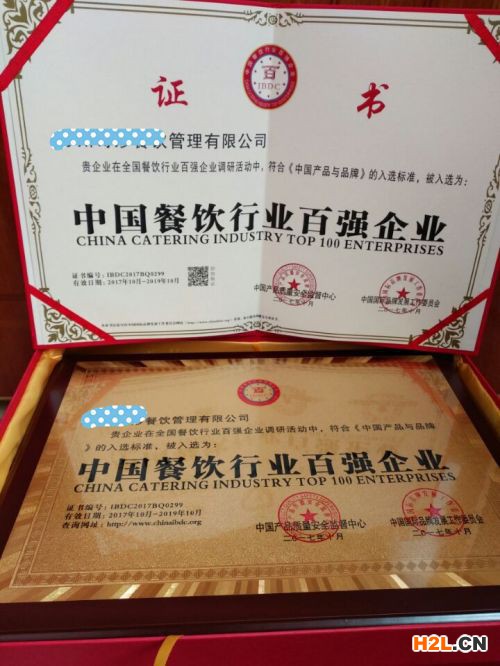 百
IBDC
证 书
餐饮管理有限公司
贵企业在全国餐饮行业百强企业调研活动中，符合《中国产品与品牌》的入选标准，被入选为：
中国餐饮行业百强企业
CHINA CATERING INDUSTRY TOP 100 ENTERPRISES
证书编号：IBDC2017BQ0299
有效日期：2017年10月-2019年10月
中国产品质量安全监督中心
二〇一七年十月
中国国际品牌发展工作委员会
二〇一七年十月
餐饮管理有限公司
贵企业在全国餐饮行业百强企业调研活动中，符合《中国产品与品牌
》的入选标准，被入选为：
中国餐饮行业百强企业
CHINA CATERING INDUSTRY TOP 100 ENTERPRISES
证书编号：IBDC2017BQ0299
有效日期：2017年10月-2019年10月
查询网址：http://www.chinaibdc.org
中国产品质量安全监督中心
二〇一七年十月
中国国际品牌发展工作委员会
二〇一七年十月
H2L.CN